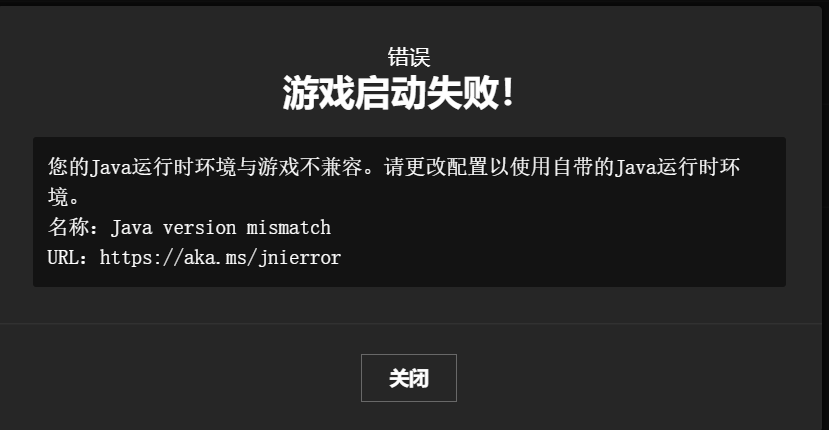 错误
游戏启动失败！
您的Java运行时环境与游戏不兼容。请更改配置以使用自带的Java运行时环
境。
名称：Java version mismatch
URL：https://aka.ms/jnierror
关闭